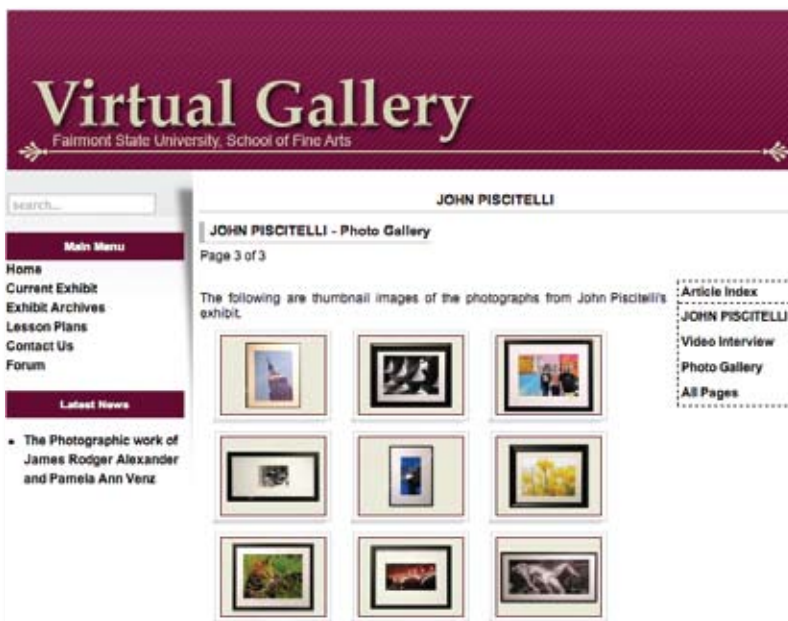 Virtual Gallery
Fairmont State University, School of Fine Arts
search...
Main Menu
Home
Current Exhibit
Exhibit Archives
Lesson Plans
Contact Us
Forum
Latest News
The Photographic work of
James Rodger Alexander
and Pamela Ann Venz
JOHN PISCITELLI
JOHN PISCITELLI - Photo Gallery
Page 3 of 3
The following are thumbnail images of the photographs from John Piscitelli's
exhibit.
Article Index
JOHN PISCITELLI
Video Interview
Photo Gallery
All Pages